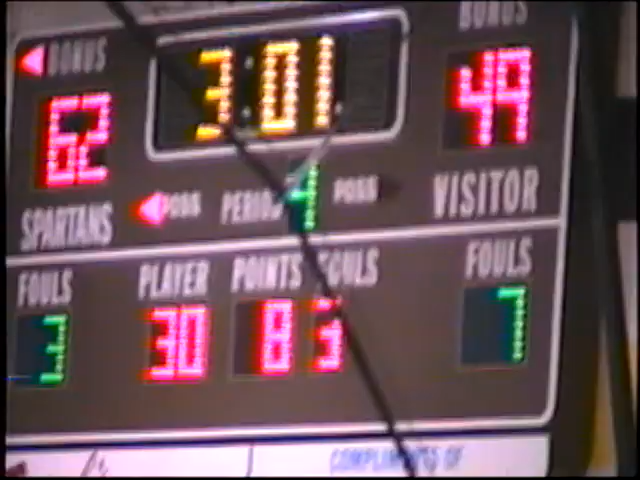 BONUS 3:01 BONUS
62 49
SPARTANS POSS PERIOD 4 POSS VISITOR
FOULS PLAYER POINTS FOULS FOULS
3 30 8 3 7
COMPLIMENTS OF